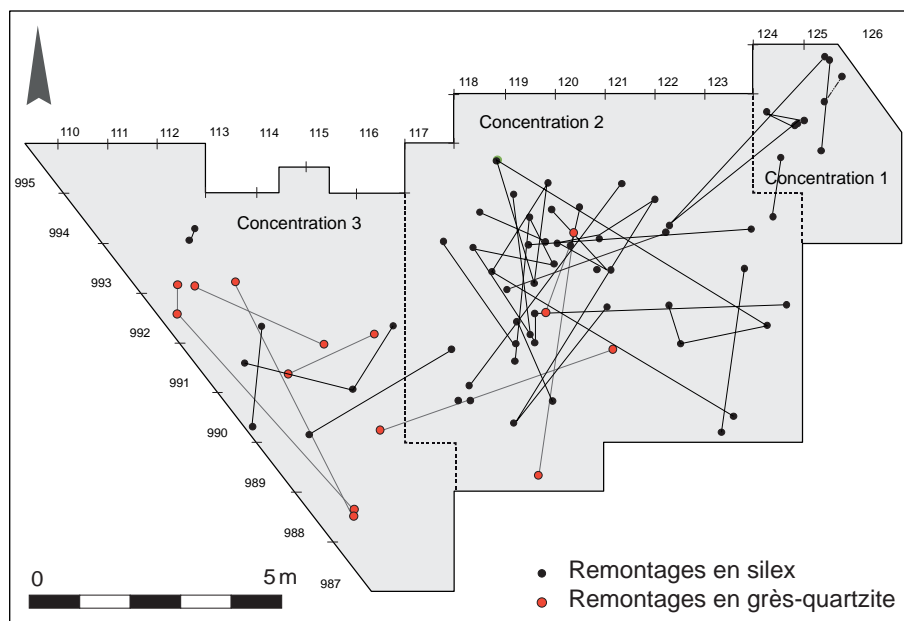 124 125 126
118 119 120 121 122 123
Concentration 2
110 111 112 113 114 115 116 117
Concentration 1
995
Concentration 3
994
993
992
991
990
989
988
987
0 5 m
Remontages en silex
Remontages en grès-quartzite